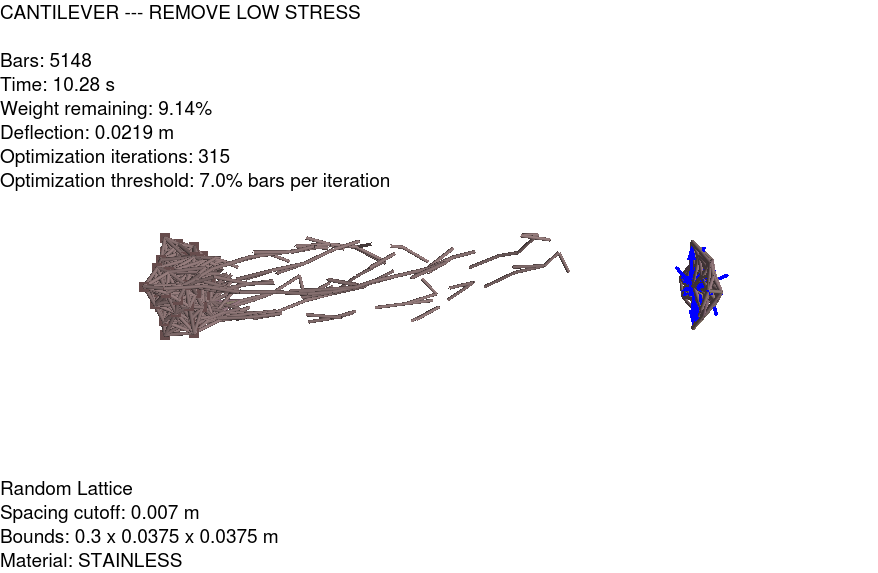 CANTILEVER --- REMOVE LOW STRESS
Bars: 5148
Time: 10.28 s
Weight remaining: 9.14%
Deflection: 0.0219 m
Optimization iterations: 315
Optimization threshold: 7.0% bars per iteration
Random Lattice
Spacing cutoff: 0.007 m
Bounds: 0.3 x 0.0375 x 0.0375 m
Material: STAINLESS